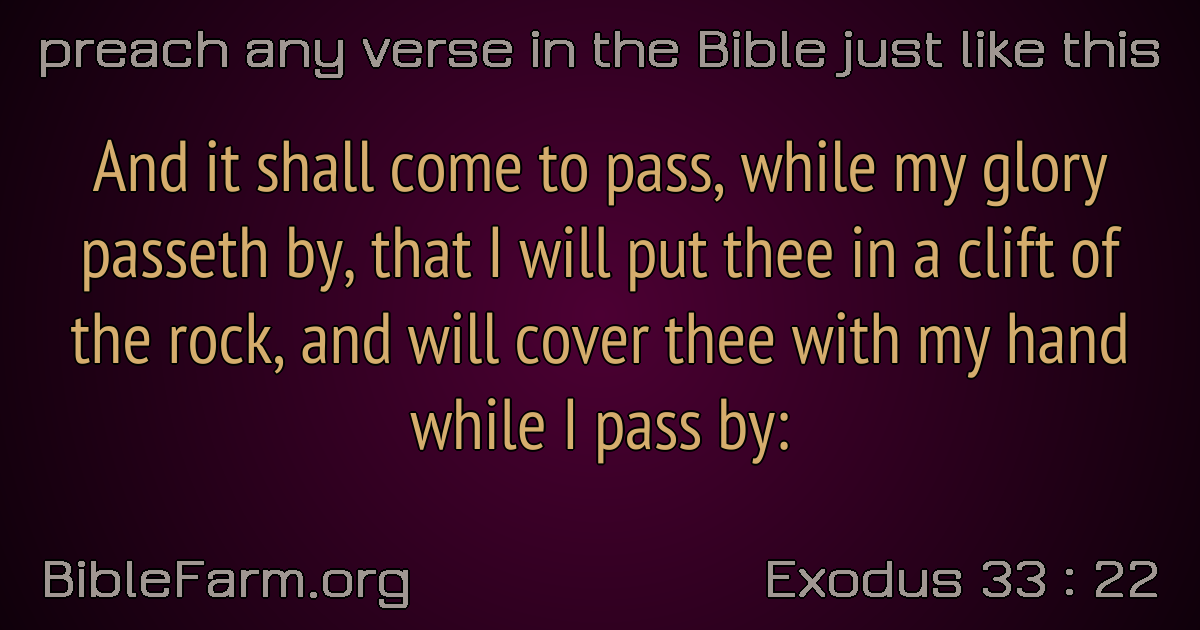 preach any verse in the Bible just like this
And it shall come to pass, while my glory
passeth by, that I will put thee in a clift of
the rock, and will cover thee with my hand
while I pass by:
BibleFarm.org
Exodus 33 : 22